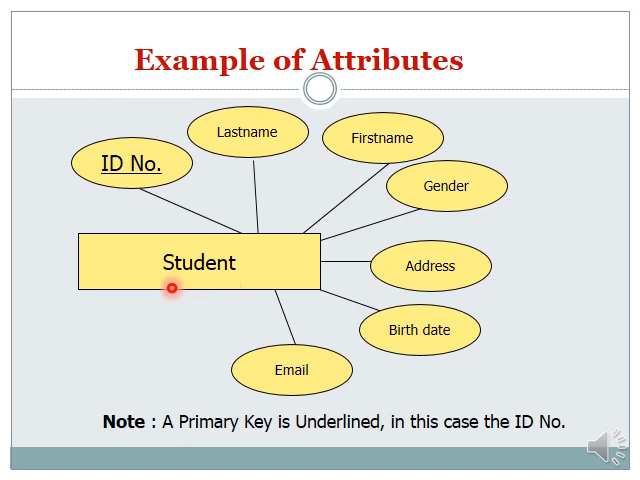 Example of Attributes
Lastname
Firstname
ID No.
Gender
Student
Address
Birth date
Email
Note : A Primary Key is Underlined, in this case the ID No.